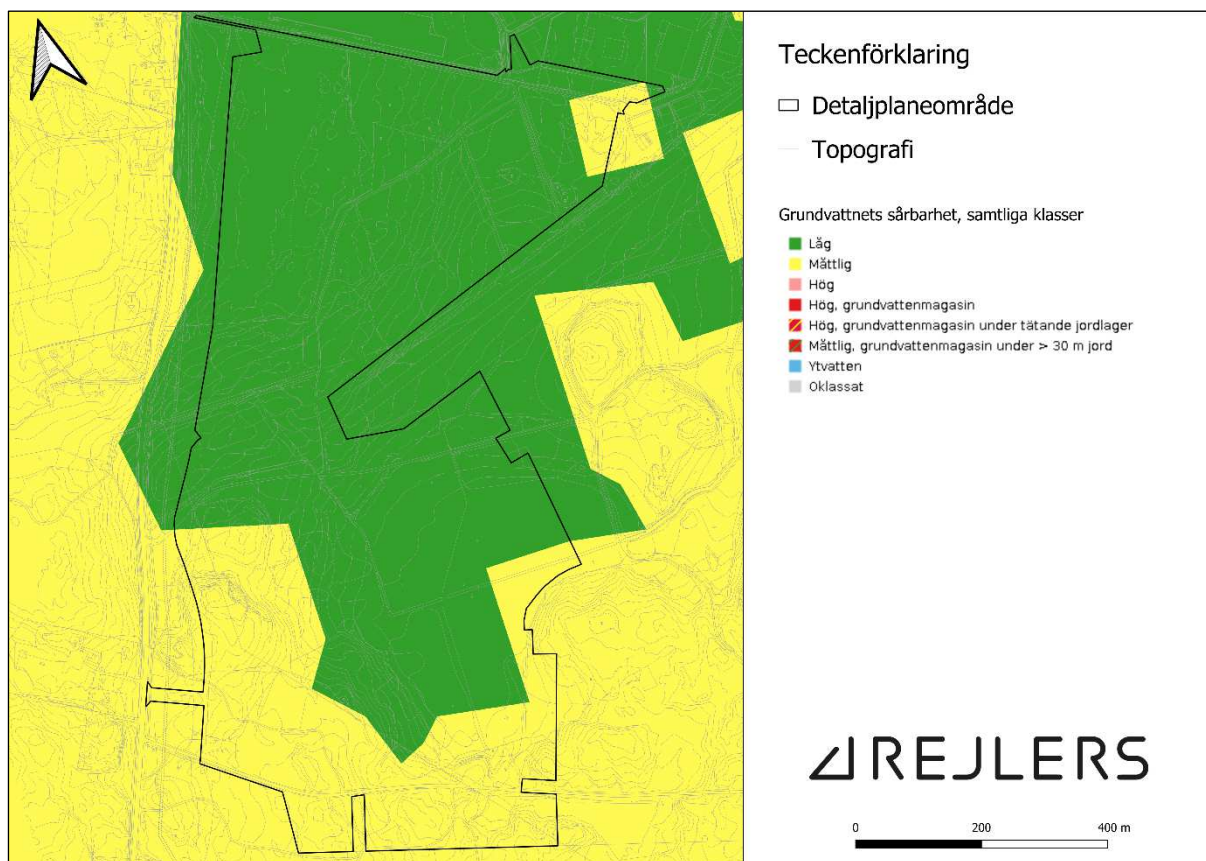 Teckenförklaring
Detaljplaneområde
Topografi
Grundvattnets sårbarhet, samtliga klasser
Låg
Måttlig
Hög
Hög, grundvattenmagasin
Hög, grundvattenmagasin under tätande jordlager
Måttlig, grundvattenmagasin under > 30 m jord
Ytvatten
Oklassat
REJLERS
0 200 400 m